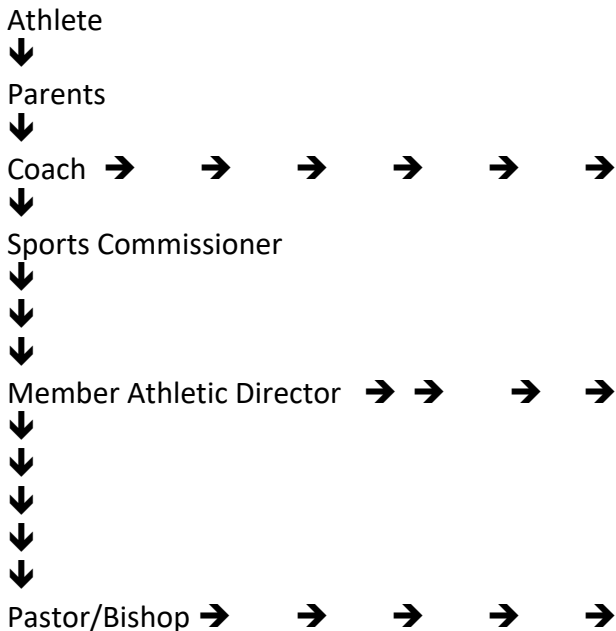 Athlete
🡳
Parents
🡳
Coach 🡺 🡺 🡺 🡺 🡺 🡺
🡳
Sports Commissioner
🡳
🡳
🡳
Member Athletic Director 🡺 🡺 🡺 🡺
🡳
🡳
🡳
🡳
🡳
Pastor/Bishop 🡺 🡺 🡺 🡺 🡺